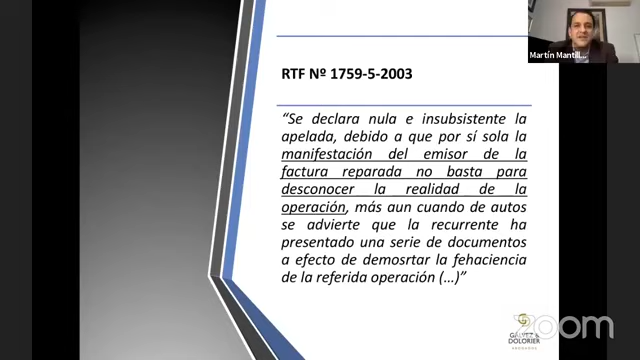 Martín Mantill...
RTF Nº 1759-5-2003
“Se declara nula e insubsistente la
apelada, debido a que por sí sola la
manifestación del emisor de la
factura reparada no basta para
desconocer la realidad de la
operación, más aun cuando de autos
se advierte que la recurrente ha
presentado una serie de documentos
a efecto de demosrtar la fehaciencia
de la referida operación (…)”
GÁLVEZ &
DOLORIER
zoom